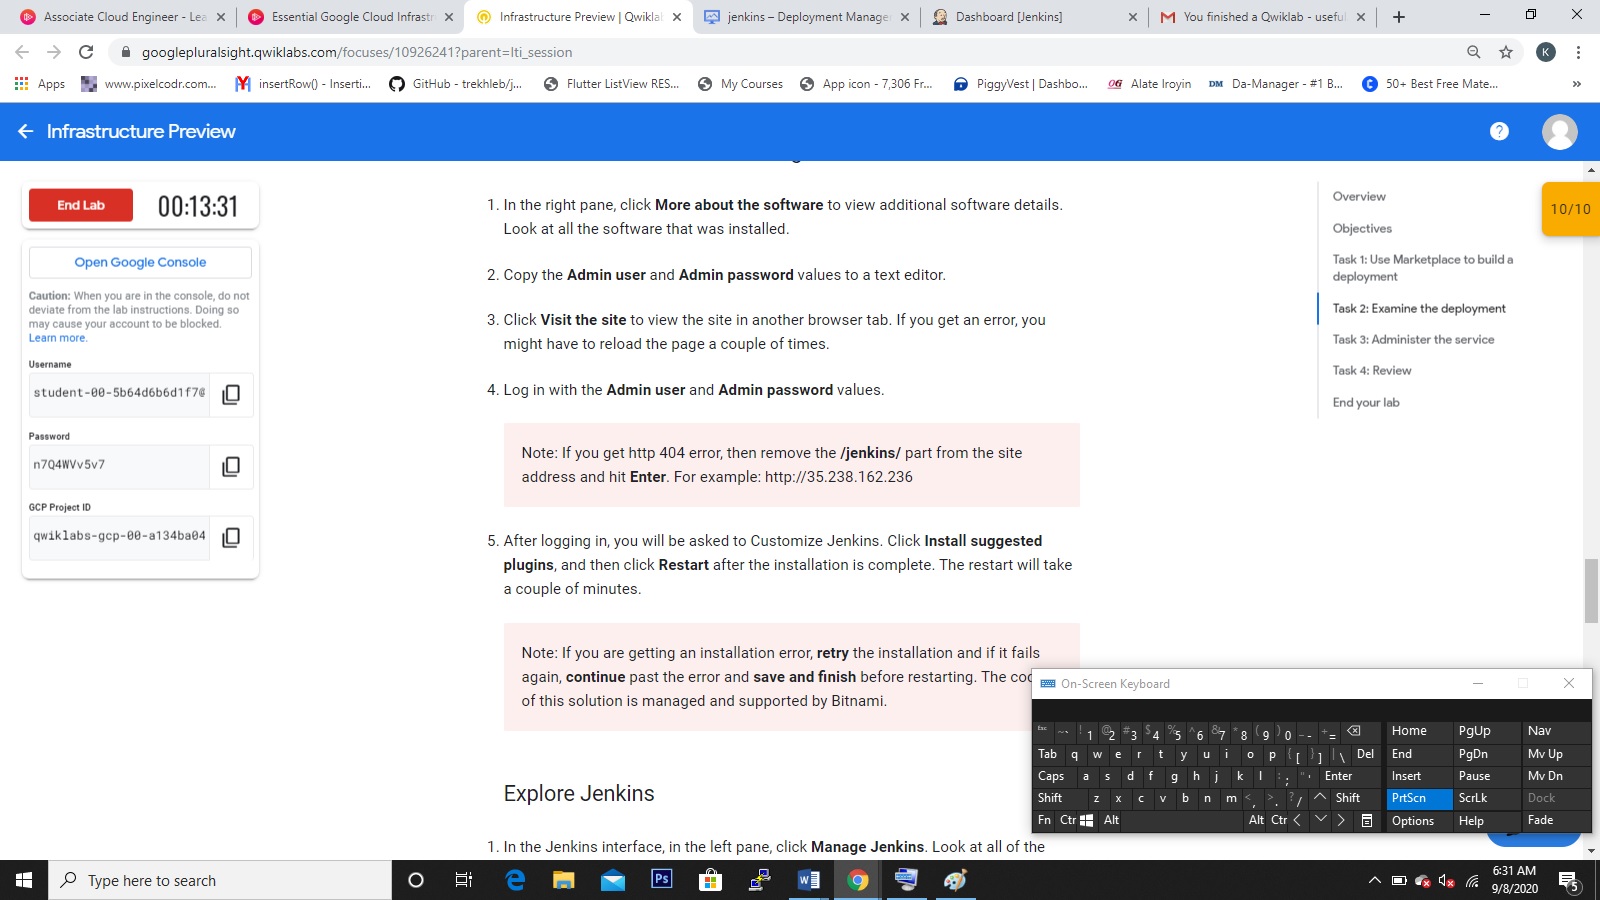 Associate Cloud Engineer - Lea
Essential Google Cloud Infrastr
Infrastructure Preview | Qwikla
jenkins – Deployment Manage
Dashboard [Jenkins]
You finished a Qwiklab - useful
googlepluralsight.qwiklabs.com/focuses/10926241?parent=lti_session
K
Apps
www.pixelcodr.com...
insertRow() - Inserti...
GitHub - trekhleb/j...
Flutter ListView RES...
My Courses
App icon - 7,306 Fr...
PiggyVest | Dashbo...
Alate Iroyin
DM Da-Manager - #1 B...
50+ Best Free Mate...
»
Infrastructure Preview
End Lab
00:13:31
Open Google Console
Caution: When you are in the console, do not
deviate from the lab instructions. Doing so
may cause your account to be blocked.
Learn more.
Username
student-00-5b64d6b6d1f7@
Password
n7Q4WVv5v7
GCP Project ID
qwiklabs-gcp-00-a134ba04
1. In the right pane, click More about the software to view additional software details.
Look at all the software that was installed.
2. Copy the Admin user and Admin password values to a text editor.
3. Click Visit the site to view the site in another browser tab. If you get an error, you
might have to reload the page a couple of times.
4. Log in with the Admin user and Admin password values.
Note: If you get http 404 error, then remove the /jenkins/ part from the site
address and hit Enter. For example: http://35.238.162.236
5. After logging in, you will be asked to Customize Jenkins. Click Install suggested
plugins, and then click Restart after the installation is complete. The restart will take
a couple of minutes.
Note: If you are getting an installation error, retry the installation and if it fails
again, continue past the error and save and finish before restarting. The co
of this solution is managed and supported by Bitnami.
Explore Jenkins
1. In the Jenkins interface, in the left pane, click Manage Jenkins. Look at all of the
Overview
Objectives
Task 1: Use Marketplace to build a
deployment
Task 2: Examine the deployment
Task 3: Administer the service
Task 4: Review
End your lab
10/10
On-Screen Keyboard
Esc ~ ` ! 1 @ 2 # 3 $ 4 % 5 ^ 6 & 7 * 8 ( 9 ) 0 _ - + = Home PgUp Nav
Tab q w e r t y u i o p { [ } ] | \ Del End PgDn Mv Up
Caps a s d f g h j k l : ; " ' Enter Insert Pause Mv Dn
Shift z x c v b n m < , > . ? / Shift PrtScn ScrLk Dock
Fn Ctr Alt Alt Ctr Options Help Fade
Type here to search
Ps
6:31 AM
9/8/2020
5